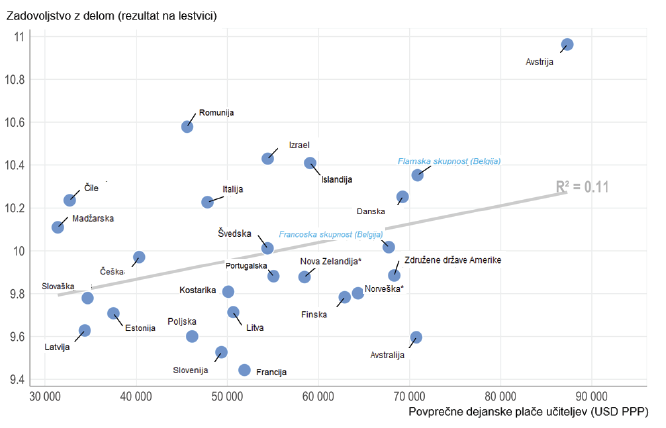 Zadovoljstvo z delom (rezultat na lestvici)
11
Avstrija
10.8
Romunija
10.6
Izrael
Islandija
Flamska skupnost (Belgija)
10.4
R² = 0.11
Čile
Italija
Danska
10.2
Madžarska
Švedska
Francoska skupnost (Belgija)
10
Češka
Portugalska
Nova Zelandija*
Združene države Amerike
Slovaška
Kostarika
Norveška*
9.8
Finska
Latvija
Estonija
Poljska
Litva
Avstralija
9.6
Slovenija
Francija
9.4
30 000 40 000 50 000 60 000 70 000 80 000 90 000
Povprečne dejanske plače učiteljev (USD PPP)